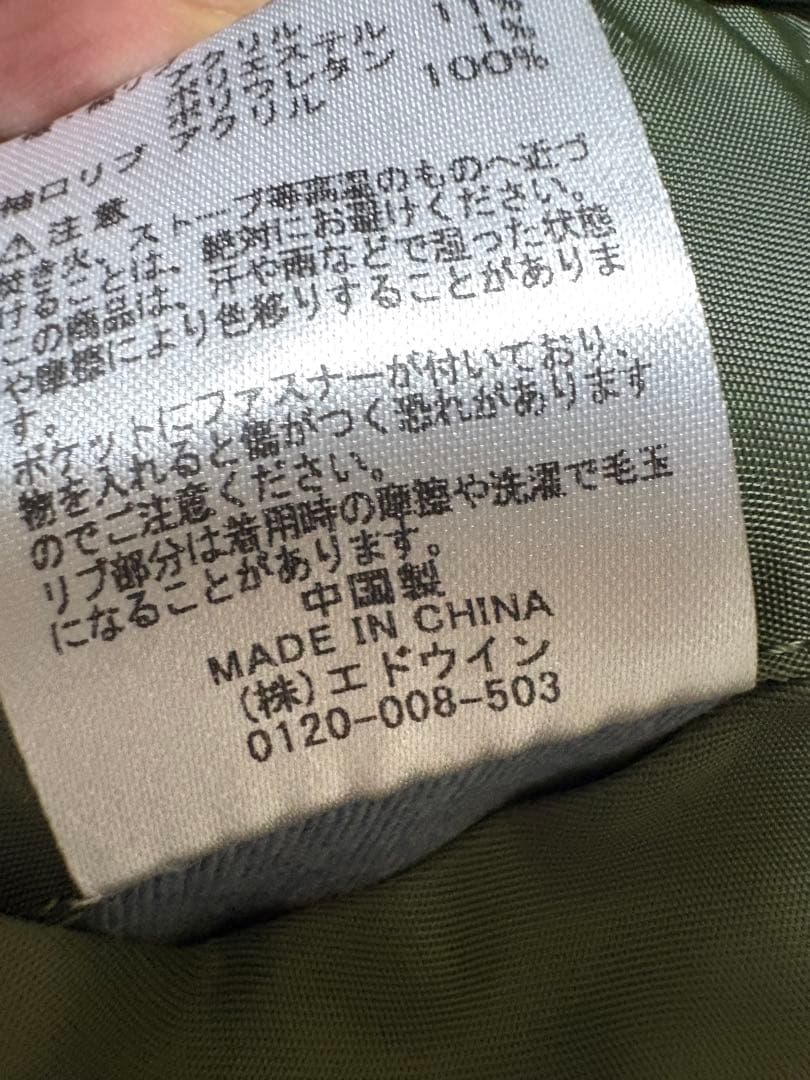 アクリル
ポリエステル 11%
ポリウレタン 1%
袖口リブ アクリル 100%
⚠注意
焚き火、ストーブ等高温のものへ近づ
けることは、絶対にお避けください。
この商品は、汗や雨などで湿った状態
や摩擦により色移りすることがありま
す。
ポケットにファスナーが付いており、
物を入れると傷がつく恐れがあります
のでご注意ください。
リブ部分は着用時の摩擦や洗濯で毛玉
になることがあります。
中国製
MADE IN CHINA
(株)エドウイン
0120-008-503